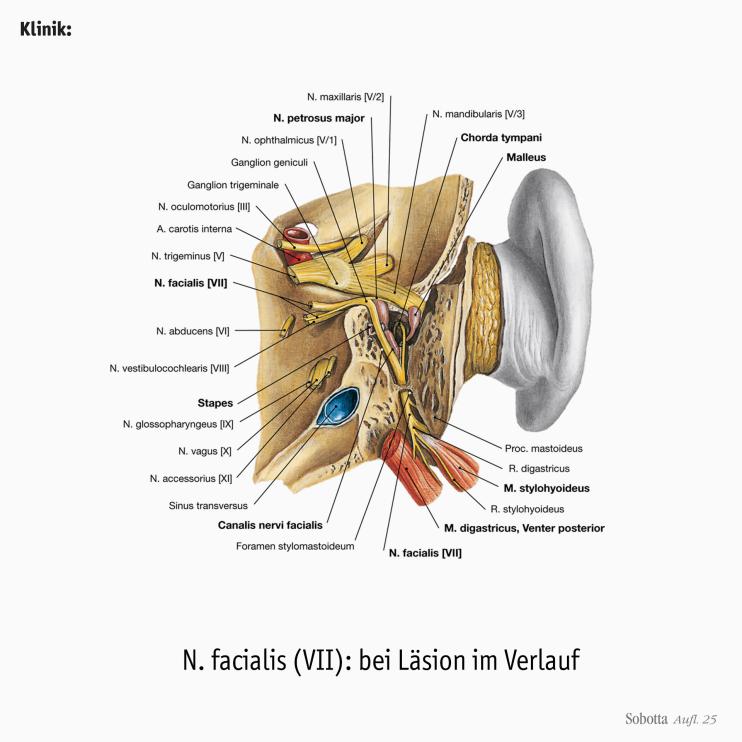 Klinik:
N. maxillaris [V/2]
N. petrosus major
N. ophthalmicus [V/1]
Ganglion geniculi
Ganglion trigeminale
N. oculomotorius [III]
A. carotis interna
N. trigeminus [V]
N. facialis [VII]
N. abducens [VI]
N. vestibulocochlearis [VIII]
Stapes
N. glossopharyngeus [IX]
N. vagus [X]
N. accessorius [XI]
Sinus transversus
Canalis nervi facialis
Foramen stylomastoideum
N. mandibularis [V/3]
Chorda tympani
Malleus
Proc. mastoideus
R. digastricus
M. stylohyoideus
R. stylohyoideus
M. digastricus, Venter posterior
N. facialis [VII]
N. facialis (VII): bei Läsion im Verlauf
Sobotta Aufl. 25